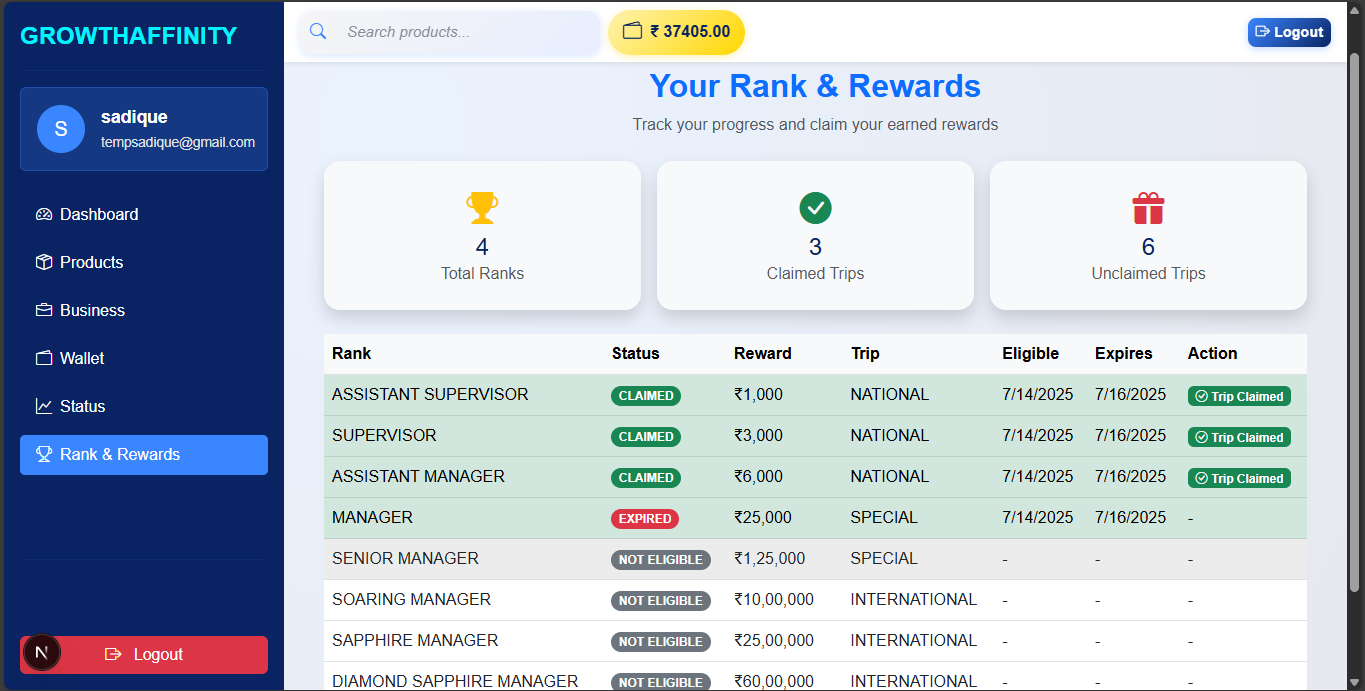 GROWTHAFFINITY
Search products...
₹ 37404.00
Logout
S
sadique
tempsadique@gmail.com
Dashboard
Products
Business
Wallet
Status
Rank & Rewards
N
Logout
Your Rank & Rewards
Track your progress and claim your earned rewards
4
Total Ranks
3
Claimed Trips
6
Unclaimed Trips
Rank Status Reward Trip Eligible Expires Action
ASSISTANT SUPERVISOR CLAIMED ₹1,000 NATIONAL 7/14/2025 7/16/2025 Trip Claimed
SUPERVISOR CLAIMED ₹3,000 NATIONAL 7/14/2025 7/16/2025 Trip Claimed
ASSISTANT MANAGER CLAIMED ₹6,000 NATIONAL 7/14/2025 7/16/2025 Trip Claimed
MANAGER EXPIRED ₹25,000 SPECIAL 7/14/2025 7/16/2025 -
SENIOR MANAGER NOT ELIGIBLE ₹1,25,000 SPECIAL - - -
SOARING MANAGER NOT ELIGIBLE ₹10,00,000 INTERNATIONAL - - -
SAPPHIRE MANAGER NOT ELIGIBLE ₹25,00,000 INTERNATIONAL - - -
DIAMOND SAPPHIRE MANAGER NOT ELIGIBLE ₹60,00,000 INTERNATIONAL - - -